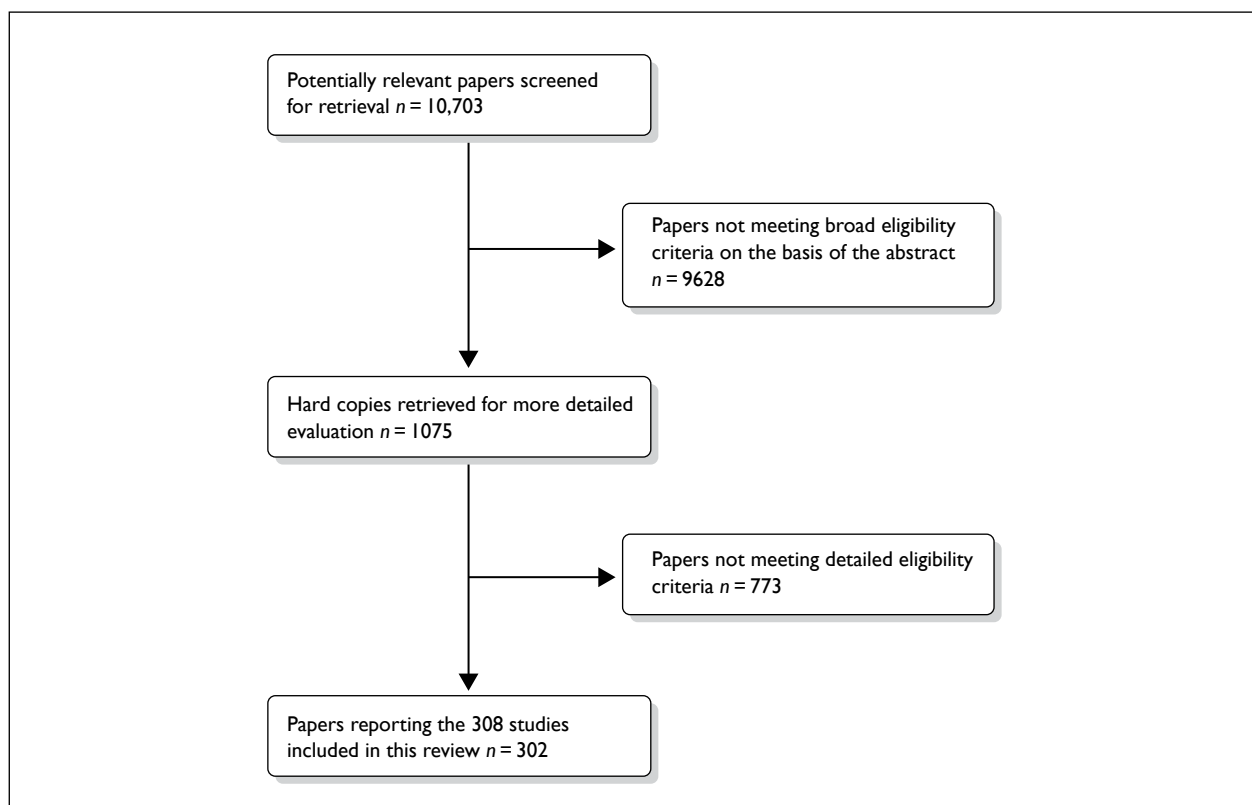 Potentially relevant papers screened
for retrieval n = 10,703
Papers not meeting broad eligibility
criteria on the basis of the abstract
n = 9628
Hard copies retrieved for more detailed
evaluation n = 1075
Papers not meeting detailed eligibility
criteria n = 773
Papers reporting the 308 studies
included in this review n = 302